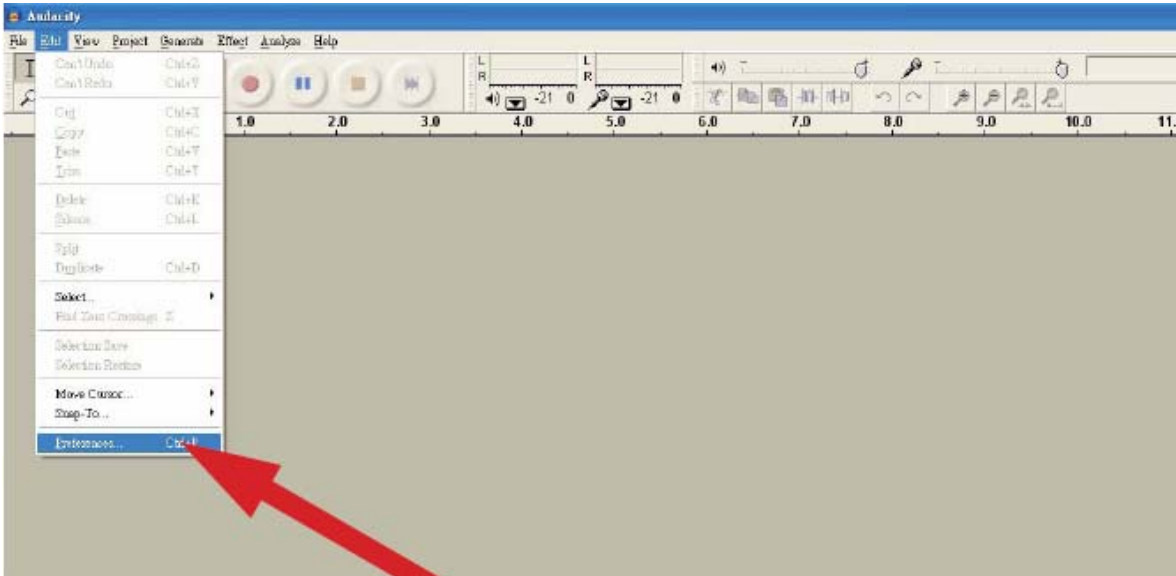 Audacity
File Edit View Project Generate Effect Analyze Help
Can't Undo Ctrl+Z
Can't Redo Ctrl+Y
Cut Ctrl+X
Copy Ctrl+C
Paste Ctrl+V
Trim Ctrl+T
Delete Ctrl+K
Silence Ctrl+L
Split
Duplicate Ctrl+D
Select...
Find Zero Crossings Z
Selection Save
Selection Restore
Move Cursor...
Snap-To...
Preferences... Ctrl+P
L
R
L
R
-21 0
-21 0
1.0 2.0 3.0 4.0 5.0 6.0 7.0 8.0 9.0 10.0 11.